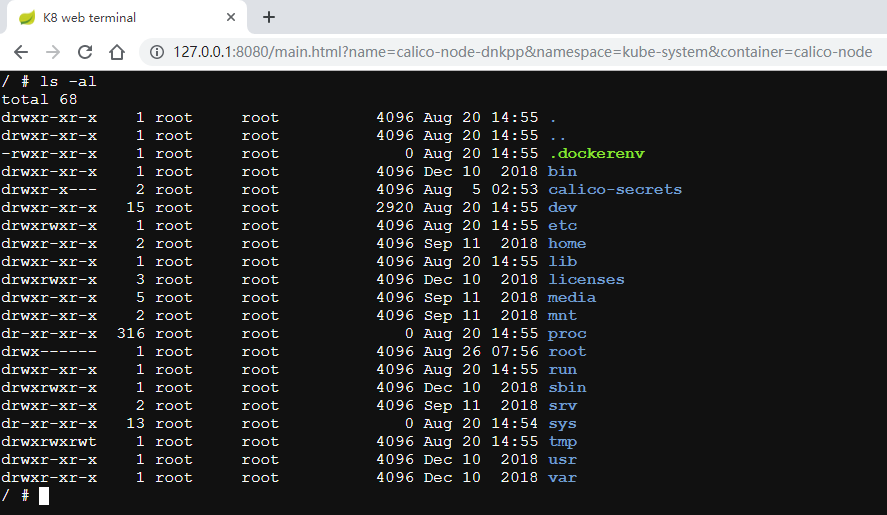 K8 web terminal
127.0.0.1:8080/main.html?name=calico-node-dnkpp&namespace=kube-system&container=calico-node
/ # ls -al
total 68
drwxr-xr-x    1 root     root          4096 Aug 20 14:55 .
drwxr-xr-x    1 root     root          4096 Aug 20 14:55 ..
-rwxr-xr-x    1 root     root             0 Aug 20 14:55 .dockerenv
drwxr-xr-x    1 root     root          4096 Dec 10  2018 bin
drwxr-x---    2 root     root          4096 Aug  5 02:53 calico-secrets
drwxr-xr-x   15 root     root          2920 Aug 20 14:55 dev
drwxrwxr-x    1 root     root          4096 Aug 20 14:55 etc
drwxr-xr-x    2 root     root          4096 Sep 11  2018 home
drwxr-xr-x    1 root     root          4096 Aug 20 14:55 lib
drwxrwxr-x    3 root     root          4096 Dec 10  2018 licenses
drwxr-xr-x    5 root     root          4096 Sep 11  2018 media
drwxr-xr-x    2 root     root          4096 Sep 11  2018 mnt
dr-xr-xr-x  316 root     root             0 Aug 20 14:55 proc
drwx------    1 root     root          4096 Aug 26 07:56 root
drwxr-xr-x    1 root     root          4096 Aug 20 14:55 run
drwxrwxr-x    1 root     root          4096 Dec 10  2018 sbin
drwxr-xr-x    2 root     root          4096 Sep 11  2018 srv
dr-xr-xr-x   13 root     root             0 Aug 20 14:54 sys
drwxrwxrwt    1 root     root          4096 Aug 20 14:55 tmp
drwxr-xr-x    1 root     root          4096 Dec 10  2018 usr
drwxr-xr-x    1 root     root          4096 Dec 10  2018 var
/ #